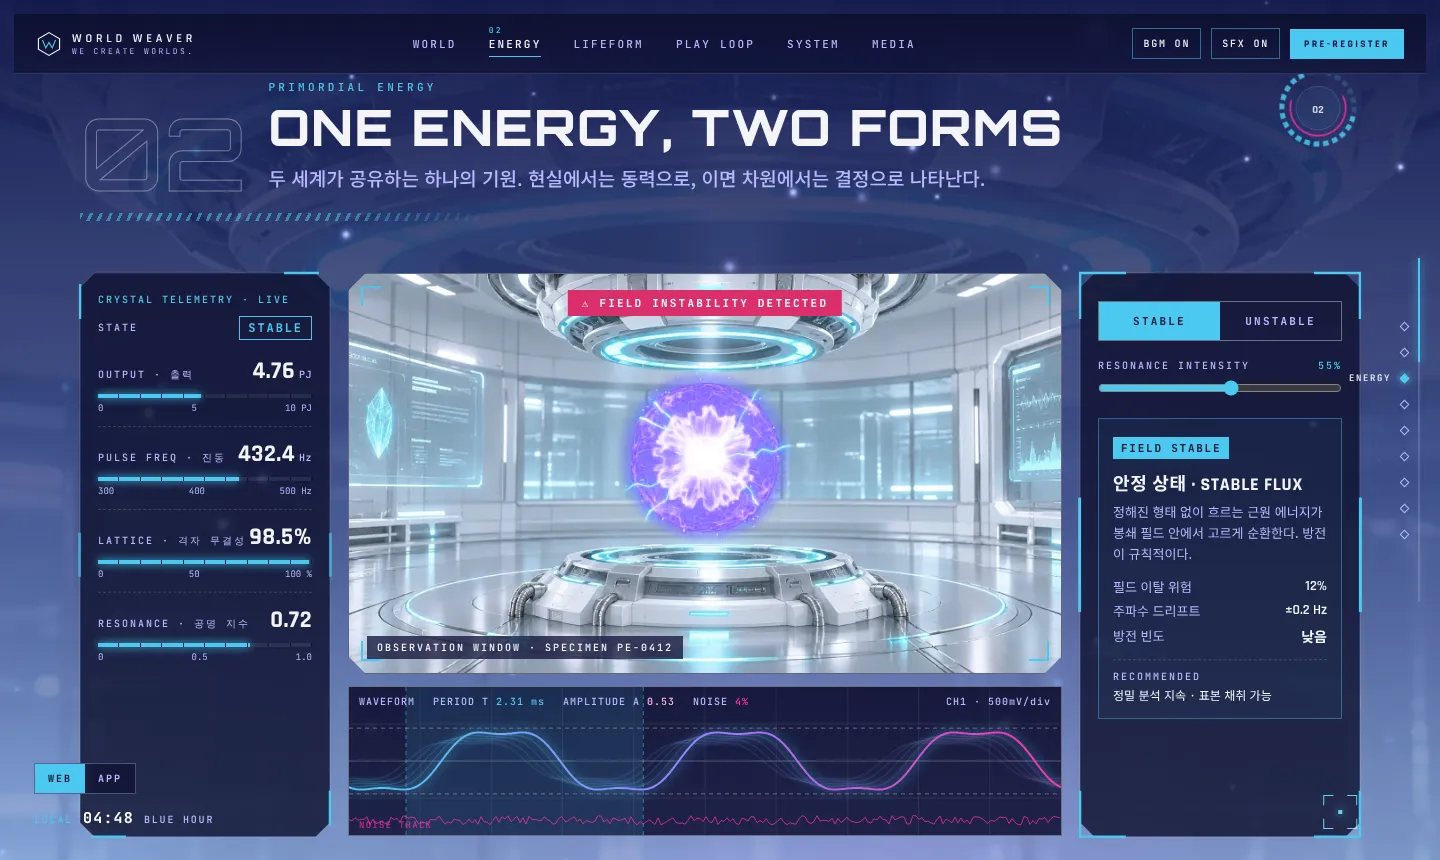 WORLD WEAVER
WE CREATE WORLDS.
WORLD
02
ENERGY
LIFEFORM
PLAY LOOP
SYSTEM
MEDIA
BGM ON
SFX ON
PRE-REGISTER
PRIMORDIAL ENERGY
02
ONE ENERGY, TWO FORMS
두 세계가 공유하는 하나의 기원. 현실에서는 동력으로, 이면 차원에서는 결정으로 나타난다.
02
CRYSTAL TELEMETRY · LIVE
STATE STABLE
OUTPUT · 출력 4.76 PJ
0 5 10 PJ
PULSE FREQ · 진동 432.4 Hz
300 400 500 Hz
LATTICE · 격자 무결성 98.5%
0 50 100 %
RESONANCE · 공명 지수 0.72
0 0.5 1.0
WEB APP
LOCAL 04:48 BLUE HOUR
⚠ FIELD INSTABILITY DETECTED
OBSERVATION WINDOW · SPECIMEN PE-0412
WAVEFORM PERIOD T 2.31 ms AMPLITUDE A 0.53 NOISE 4% CH1 · 500mV/div
NOISE TRACK
STABLE UNSTABLE
RESONANCE INTENSITY 55%
FIELD STABLE
안정 상태 · STABLE FLUX
정해진 형태 없이 흐르는 근원 에너지가
봉쇄 필드 안에서 고르게 순환한다. 방전
이 규칙적이다.
필드 이탈 위험 12%
주파수 드리프트 ±0.2 Hz
방전 빈도 낮음
RECOMMENDED
정밀 분석 지속 · 표본 채취 가능
ENERGY